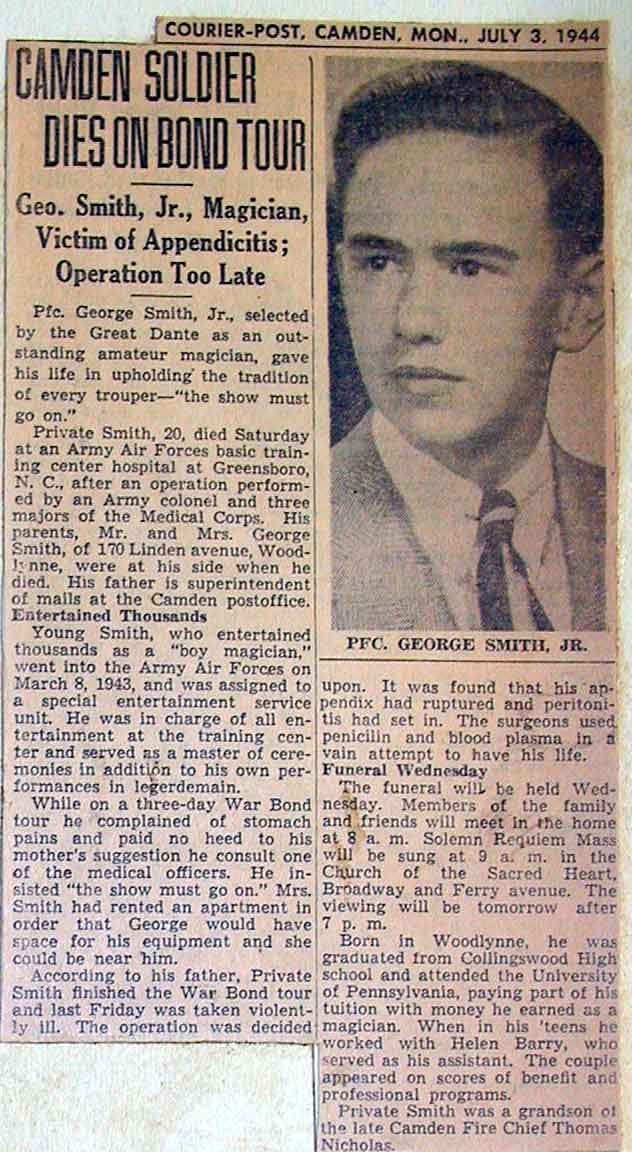 COURIER-POST, CAMDEN, MON., JULY 3, 1944
CAMDEN SOLDIER
DIES ON BOND TOUR
Geo. Smith, Jr., Magician,
Victim of Appendicitis;
Operation Too Late
Pfc. George Smith, Jr., selected
by the Great Dante as an out-
standing amateur magician, gave
his life in upholding the tradition
of every trouper—"the show must
go on."
Private Smith, 20, died Saturday
at an Army Air Forces basic train-
ing center hospital at Greensboro,
N. C., after an operation perform-
ed by an Army colonel and three
majors of the Medical Corps. His
parents, Mr. and Mrs. George
Smith, of 170 Linden avenue, Wood-
lynne, were at his side when he
died. His father is superintendent
of mails at the Camden postoffice.
Entertained Thousands
Young Smith, who entertained
thousands as a "boy magician,"
went into the Army Air Forces on
March 8, 1943, and was assigned to
a special entertainment service
unit. He was in charge of all en-
tertainment at the training cen-
ter and served as a master of cere-
monies in addition to his own per-
formances in legerdemain.
While on a three-day War Bond
tour he complained of stomach
pains and paid no heed to his
mother's suggestion he consult one
of the medical officers. He in-
sisted "the show must go on." Mrs.
Smith had rented an apartment in
order that George would have
space for his equipment and she
could be near him.
According to his father, Private
Smith finished the War Bond tour
and last Friday was taken violent-
ly ill. The operation was decided
PFC. GEORGE SMITH, JR.
upon. It was found that his ap-
pendix had ruptured and peritoni-
tis had set in. The surgeons used
penicilin and blood plasma in a
vain attempt to have his life.
Funeral Wednesday
The funeral will be held Wed-
nesday. Members of the family
and friends will meet in the home
at 8 a. m. Solemn Requiem Mass
will be sung at 9 a. m. in the
Church of the Sacred Heart,
Broadway and Ferry avenue. The
viewing will be tomorrow after
7 p. m.
Born in Woodlynne, he was
graduated from Collingswood High
school and attended the University
of Pennsylvania, paying part of his
tuition with money he earned as a
magician. When in his 'teens he
worked with Helen Barry, who
served as his assistant. The couple
appeared on scores of benefit and
professional programs.
Private Smith was a grandson of
the late Camden Fire Chief Thomas
Nicholas.